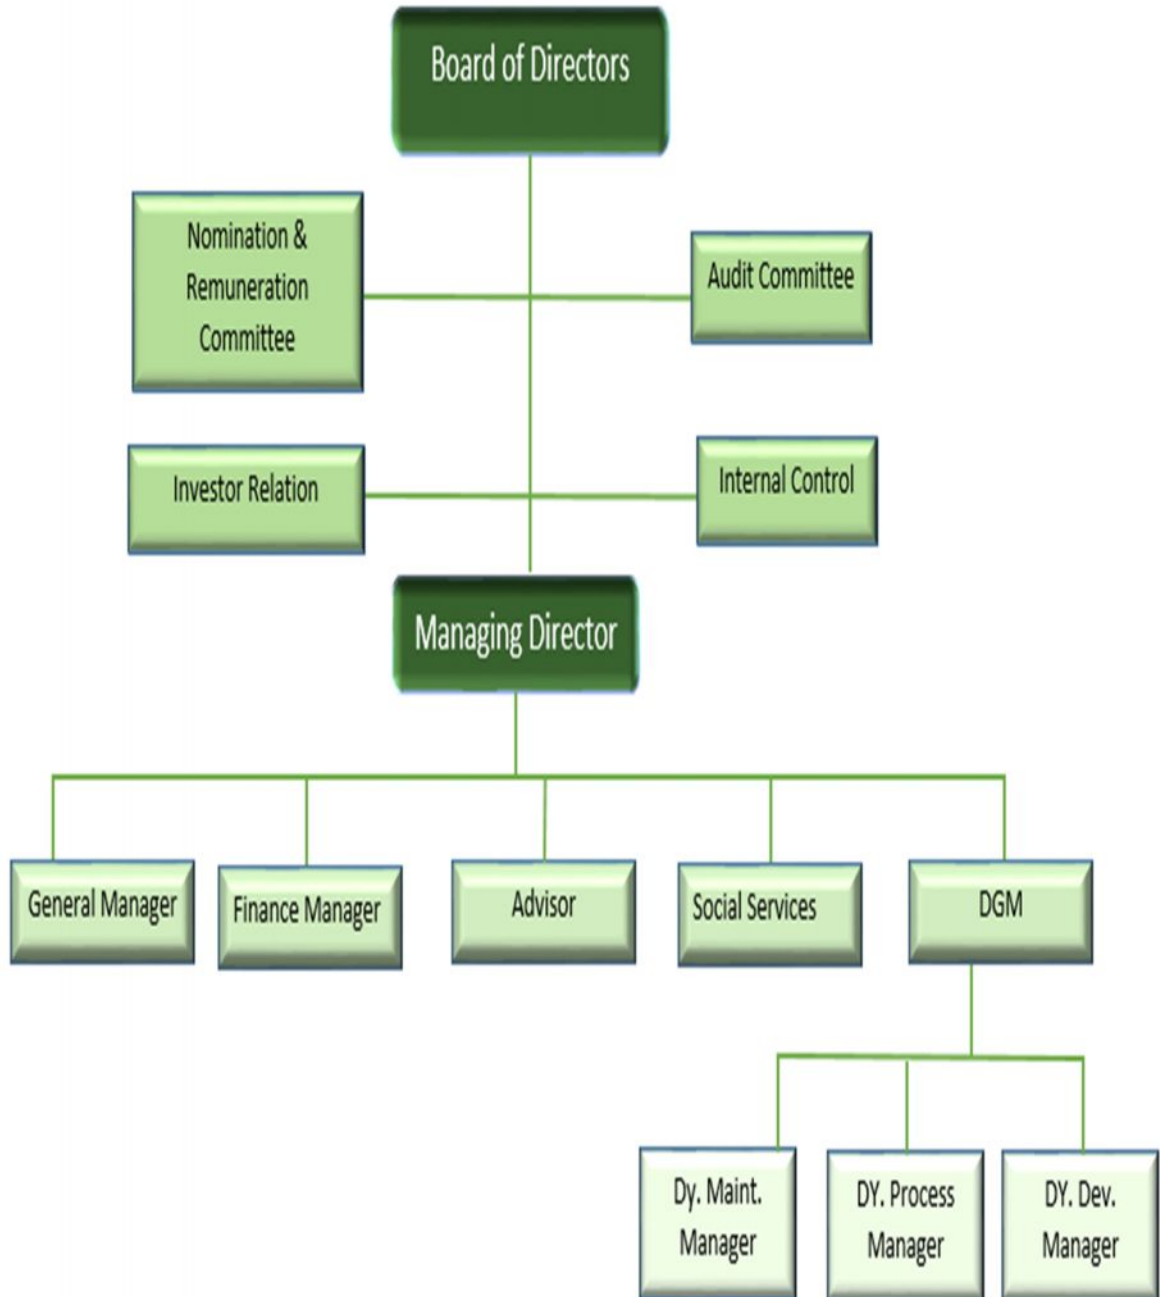 Board of Directors
Nomination &
Remuneration
Committee
Audit Committee
Investor Relation
Internal Control
Managing Director
General Manager
Finance Manager
Advisor
Social Services
DGM
Dy. Maint.
Manager
DY. Process
Manager
DY. Dev.
Manager